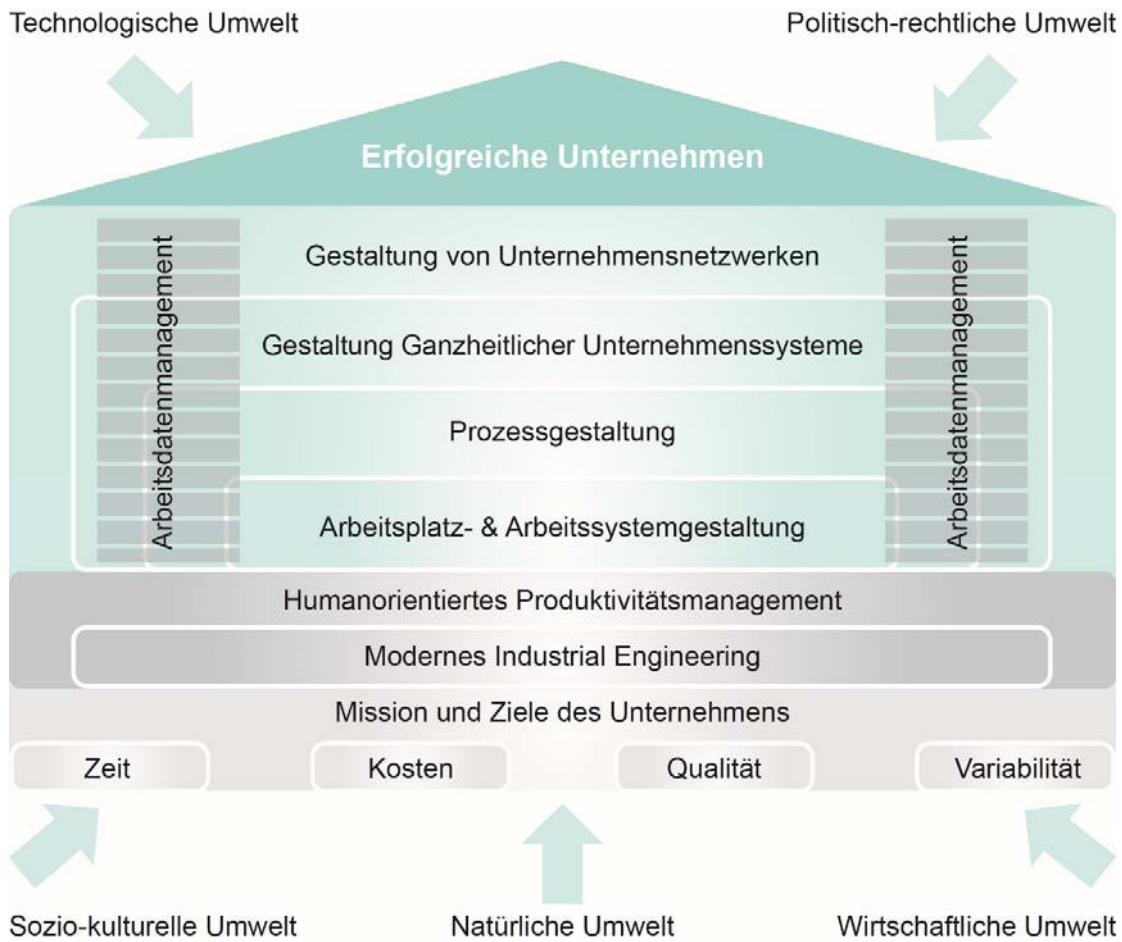 Technologische Umwelt
Politisch-rechtliche Umwelt
Erfolgreiche Unternehmen
Arbeitsdatenmanagement
Gestaltung von Unternehmensnetzwerken
Gestaltung Ganzheitlicher Unternehmenssysteme
Prozessgestaltung
Arbeitsplatz- & Arbeitssystemgestaltung
Arbeitsdatenmanagement
Humanorientiertes Produktivitätsmanagement
Modernes Industrial Engineering
Mission und Ziele des Unternehmens
Zeit
Kosten
Qualität
Variabilität
Sozio-kulturelle Umwelt
Natürliche Umwelt
Wirtschaftliche Umwelt